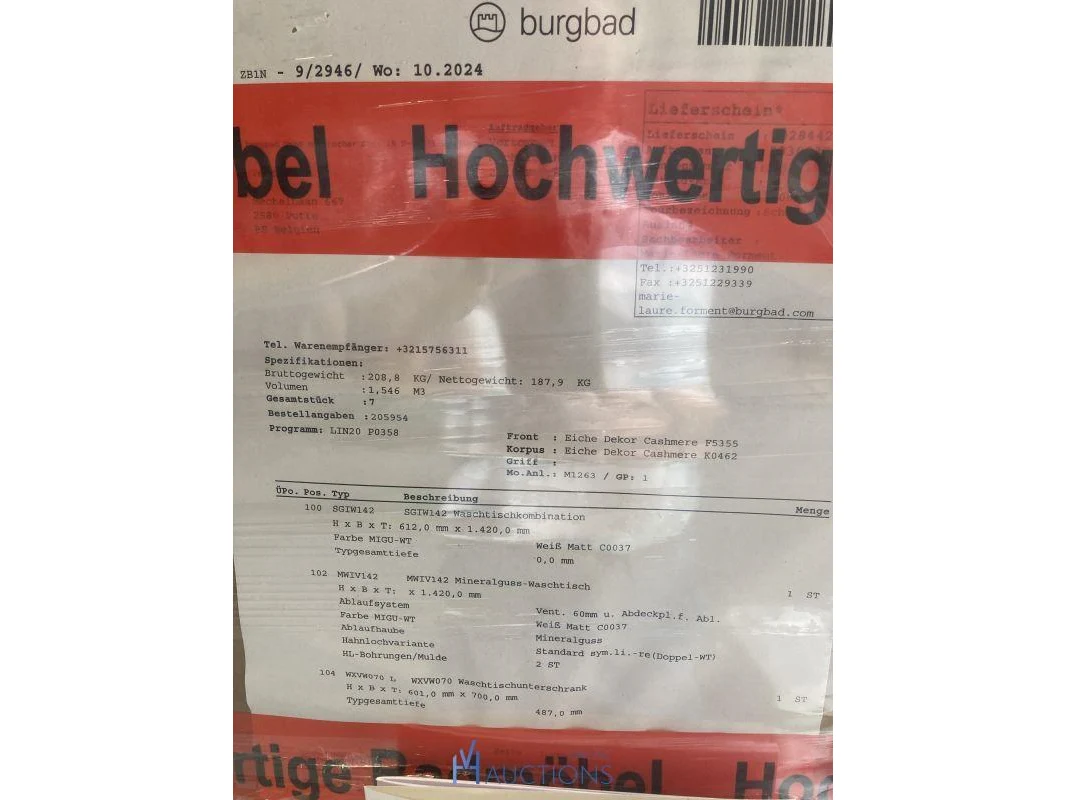 burgbad
ZB1N - 9/2946/ Wo: 10.2024
Lieferschein*
Lieferschein
bel Hochwertig
2580 Putte
Belgien
Tel.:+3251231990
Fax :+3251229339
marie-
laure.forment@burgbad.com
Tel. Warenempfänger: +3215756311
Spezifikationen:
Bruttogewicht :208,8 KG/ Nettogewicht: 187,9 KG
Volumen :1,546 M3
Gesamtstück :7
Bestellangaben :205954
Programm: LIN20 P0358
Front : Eiche Dekor Cashmere F5355
Korpus : Eiche Dekor Cashmere K0462
Griff :
Mo.Anl.: M1263 / GP: 1
ÜPo. Pos. Typ Beschreibung Menge
100 SGIW142 SGIW142 Waschtischkombination
H x B x T: 612,0 mm x 1.420,0 mm
Farbe MIGU-WT Weiß Matt C0037
Typgesamttiefe 0,0 mm
102 MWIV142 MWIV142 Mineralguss-Waschtisch 1 ST
H x B x T: x 1.420,0 mm
Ablaufsystem Vent. 60mm u. Abdeckpl.f. Abl.
Farbe MIGU-WT Weiß Matt C0037
Ablaufhaube Mineralguss
Hahnlochvariante Standard sym.li.-re(Doppel-WT)
HL-Bohrungen/Mulde 2 ST
104 WXVW070 L WXVW070 Waschtischunterschrank 1 ST
H x B x T: 601,0 mm x 700,0 mm
Typgesamttiefe 487,0 mm
rtige Hoc
AUCTIONS